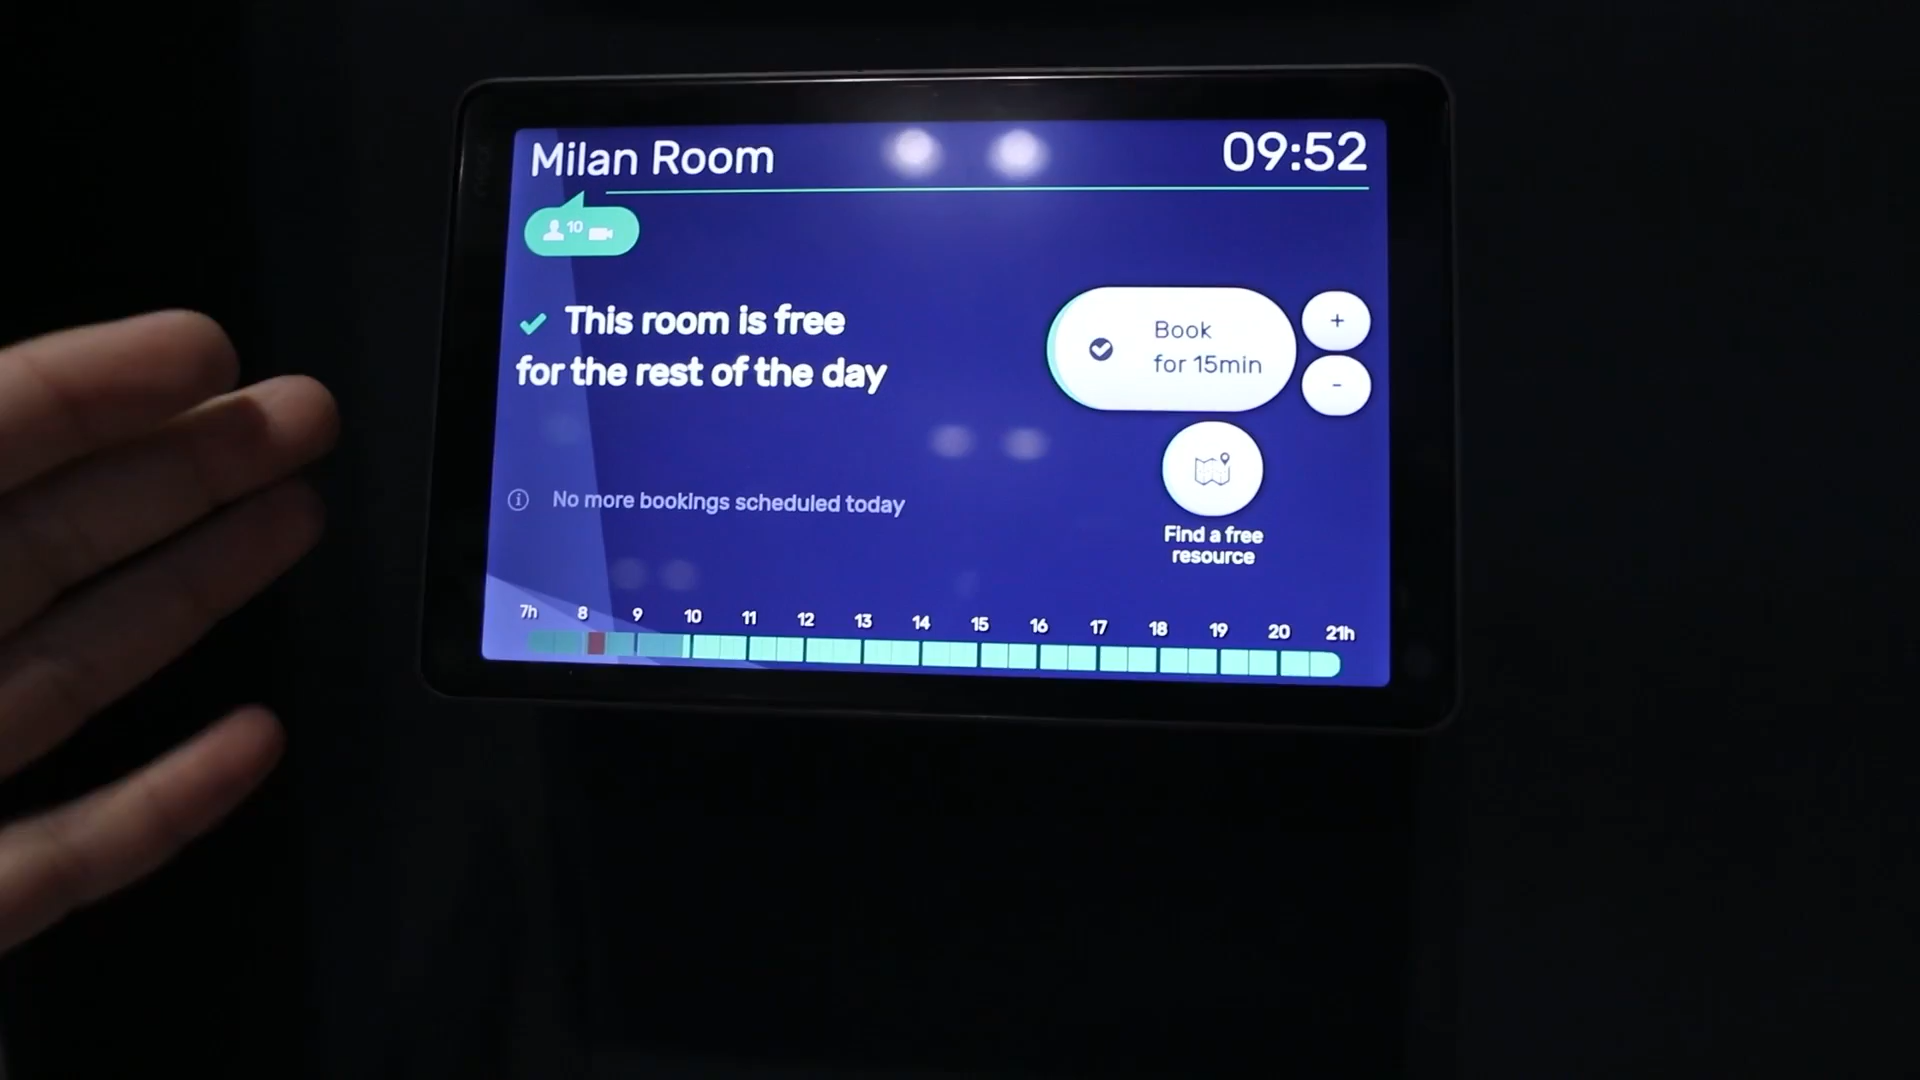 Milan Room
09:52
10
This room is free
for the rest of the day
Book
for 15min
+
-
No more bookings scheduled today
Find a free
resource
7h 8 9 10 11 12 13 14 15 16 17 18 19 20 21h